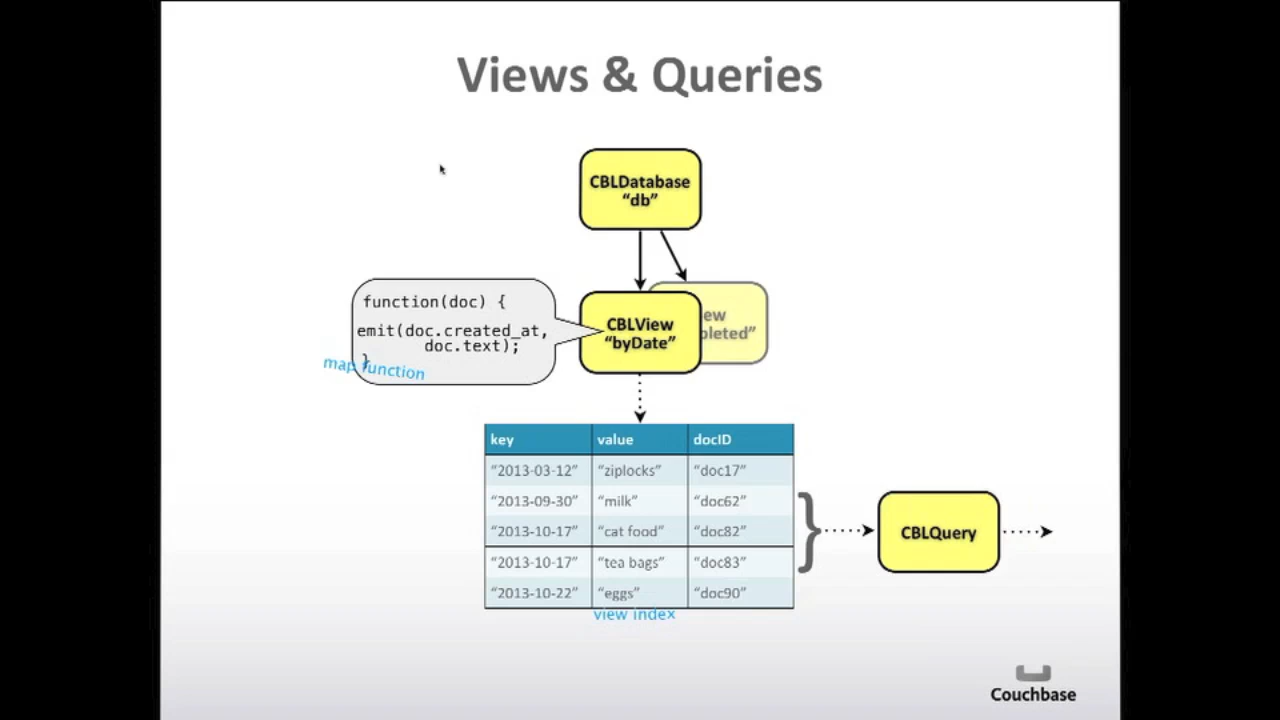 Views & Queries
CBLDatabase
“db”
function(doc) {
emit(doc.created_at,
doc.text);
}
map function
CBLView
“byDate”
key value docID
“2013-03-12” “ziplocks” “doc17”
“2013-09-30” “milk” “doc62”
“2013-10-17” “cat food” “doc82”
“2013-10-17” “tea bags” “doc83”
“2013-10-22” “eggs” “doc90”
view index
}
CBLQuery
Couchbase